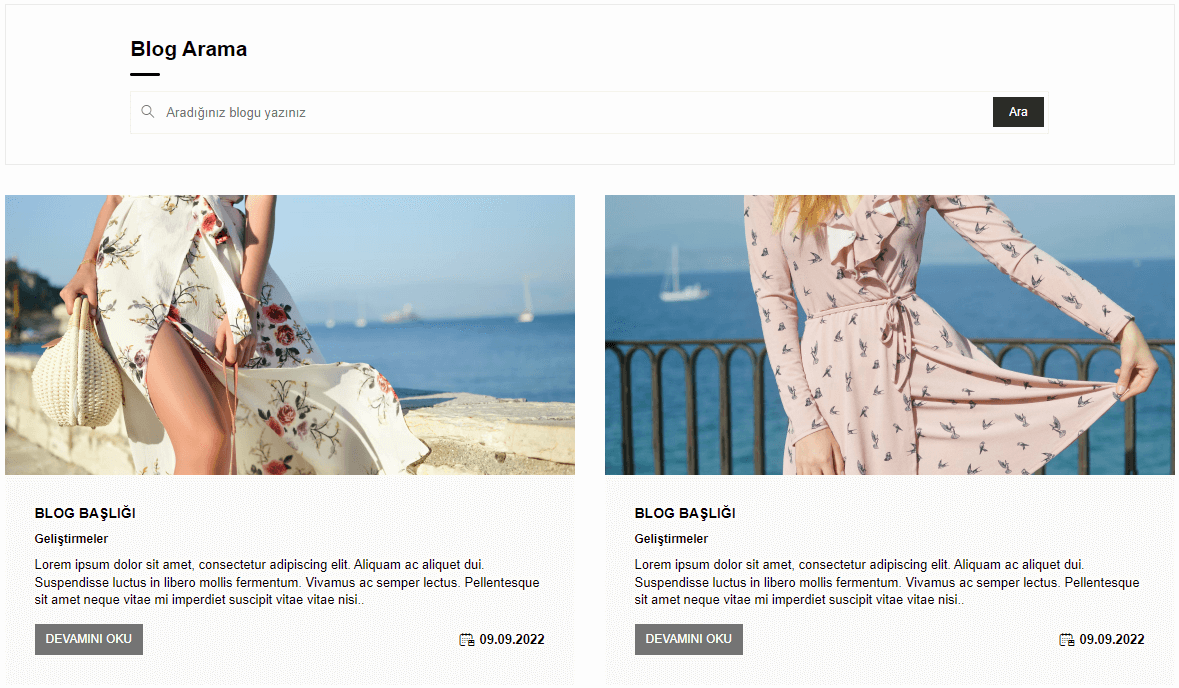 Blog Arama
Aradığınız blogu yazınız
Ara
BLOG BAŞLIĞI
Geliştirmeler
Lorem ipsum dolor sit amet, consectetur adipiscing elit. Aliquam ac aliquet dui.
Suspendisse luctus in libero mollis fermentum. Vivamus ac semper lectus. Pellentesque
sit amet neque vitae mi imperdiet suscipit vitae vitae nisi..
DEVAMINI OKU
09.09.2022
BLOG BAŞLIĞI
Geliştirmeler
Lorem ipsum dolor sit amet, consectetur adipiscing elit. Aliquam ac aliquet dui.
Suspendisse luctus in libero mollis fermentum. Vivamus ac semper lectus. Pellentesque
sit amet neque vitae mi imperdiet suscipit vitae vitae nisi..
DEVAMINI OKU
09.09.2022